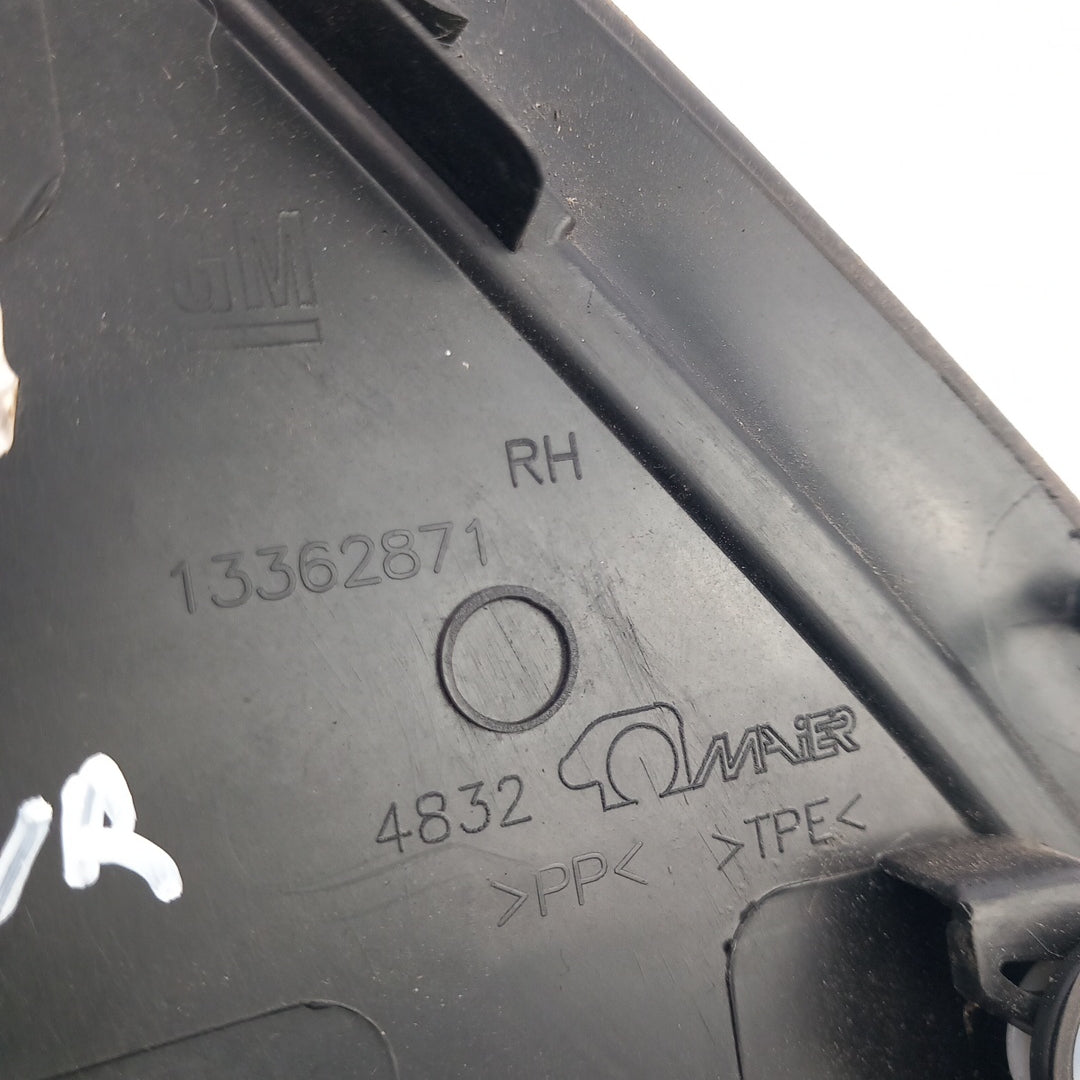 GM
RH
13362871
4832 MAIER
>PP< >TPE<
R